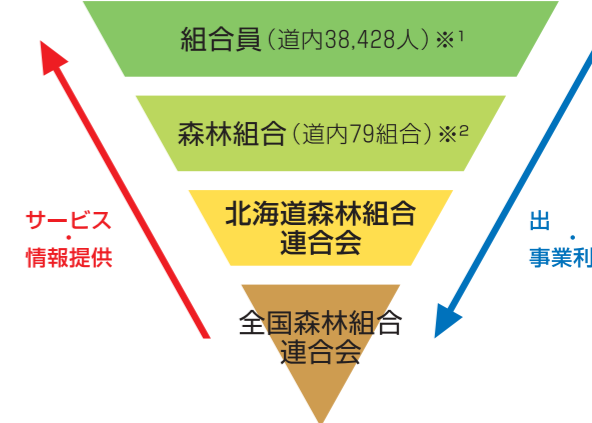 組合員（道内38,428人）※1
森林組合（道内79組合）※2
北海道森林組合
連合会
全国森林組合
連合会
サービス
・
情報提供
出
・
事業利